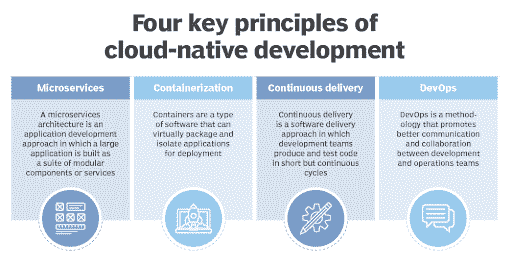 Four key principles of
cloud-native development
Microservices
A microservices
architecture is an
application development
approach in which a large
application is built as
a suite of modular
components or services
Containerization
Containers are a type
of software that can
virtually package and
isolate applications
for deployment
Continuous delivery
Continuous delivery
is a software delivery
approach in which
development teams
produce and test code
in short but continuous
cycles
DevOps
DevOps is a method-
ology that promotes
better communication
and collaboration
between development
and operations teams